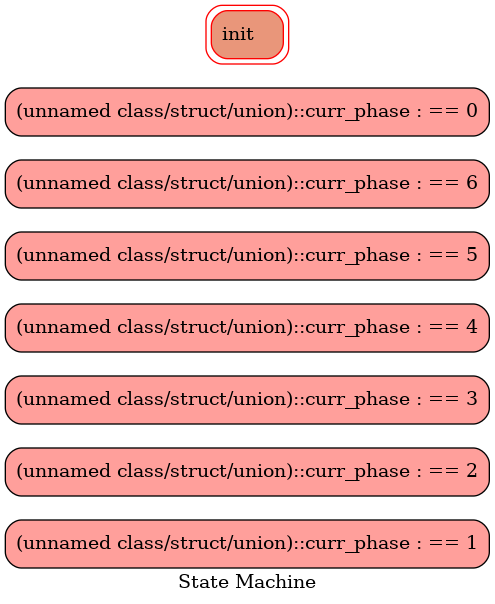 init
(unnamed class/struct/union)::curr_phase : == 0
(unnamed class/struct/union)::curr_phase : == 6
(unnamed class/struct/union)::curr_phase : == 5
(unnamed class/struct/union)::curr_phase : == 4
(unnamed class/struct/union)::curr_phase : == 3
(unnamed class/struct/union)::curr_phase : == 2
(unnamed class/struct/union)::curr_phase : == 1
State Machine